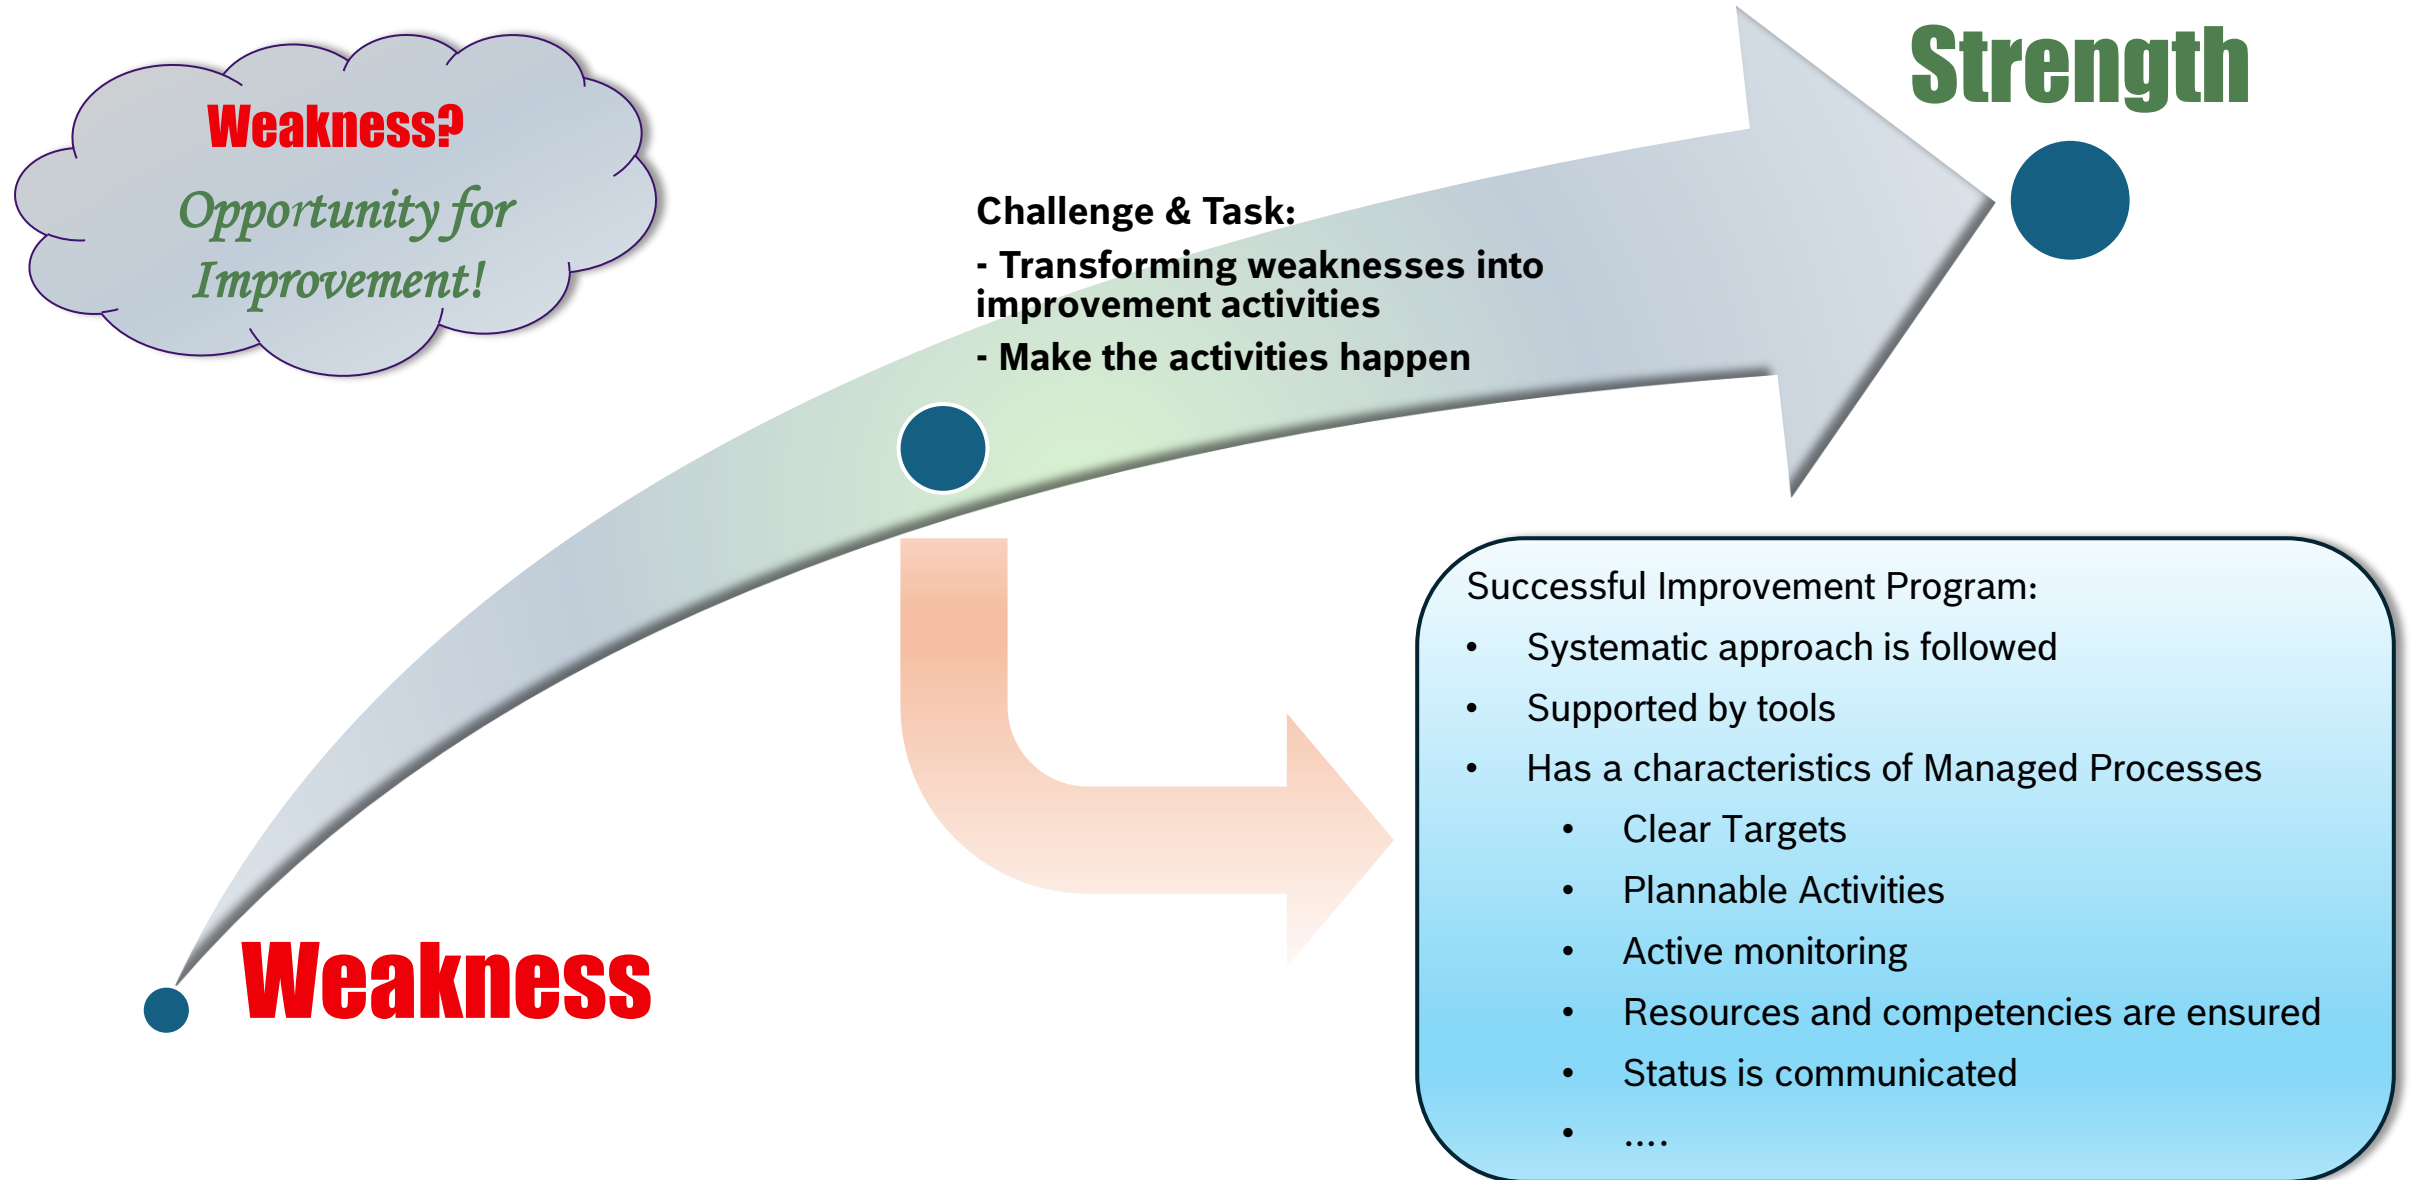 Strength
Weakness?
Opportunity for
Improvement!
Challenge & Task:
- Transforming weaknesses into
improvement activities
- Make the activities happen
Successful Improvement Program:
• Systematic approach is followed
• Supported by tools
• Has a characteristics of Managed Processes
• Clear Targets
• Plannable Activities
• Active monitoring
• Resources and competencies are ensured
• Status is communicated
• ....
Weakness